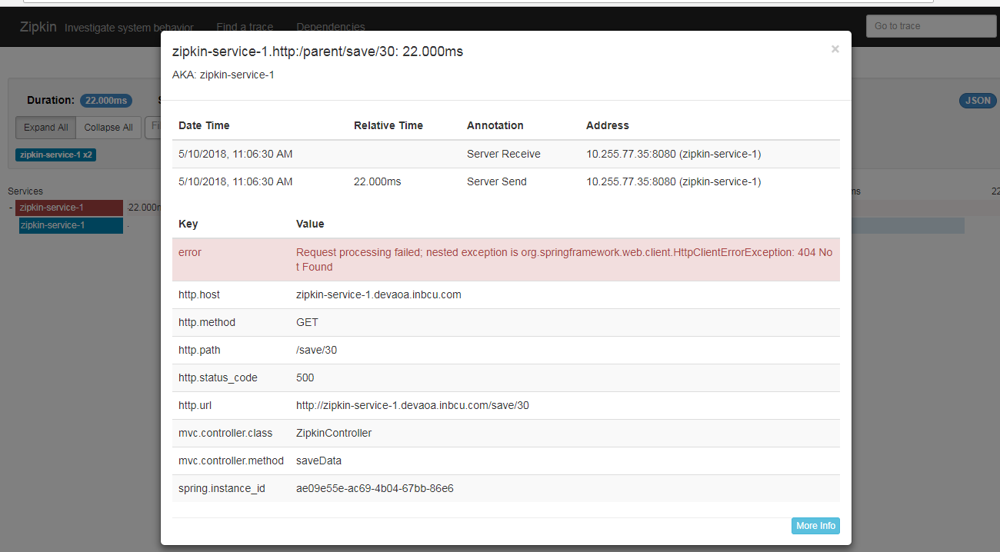 Zipkin Investigate system behavior Find a trace Dependencies Go to trace
zipkin-service-1.http:/parent/save/30: 22.000ms ×
AKA: zipkin-service-1
Duration: 22.000ms JSON
Expand All Collapse All
zipkin-service-1 x2
Date Time Relative Time Annotation Address
5/10/2018, 11:06:30 AM Server Receive 10.255.77.35:8080 (zipkin-service-1)
5/10/2018, 11:06:30 AM 22.000ms Server Send 10.255.77.35:8080 (zipkin-service-1)
Services
- zipkin-service-1
zipkin-service-1
Key Value
error Request processing failed; nested exception is org.springframework.web.client.HttpClientErrorException: 404 No
t Found
http.host zipkin-service-1.devaoa.inbcu.com
http.method GET
http.path /save/30
http.status_code 500
http.url http://zipkin-service-1.devaoa.inbcu.com/save/30
mvc.controller.class ZipkinController
mvc.controller.method saveData
spring.instance_id ae09e55e-ac69-4b04-67bb-86e6
More Info